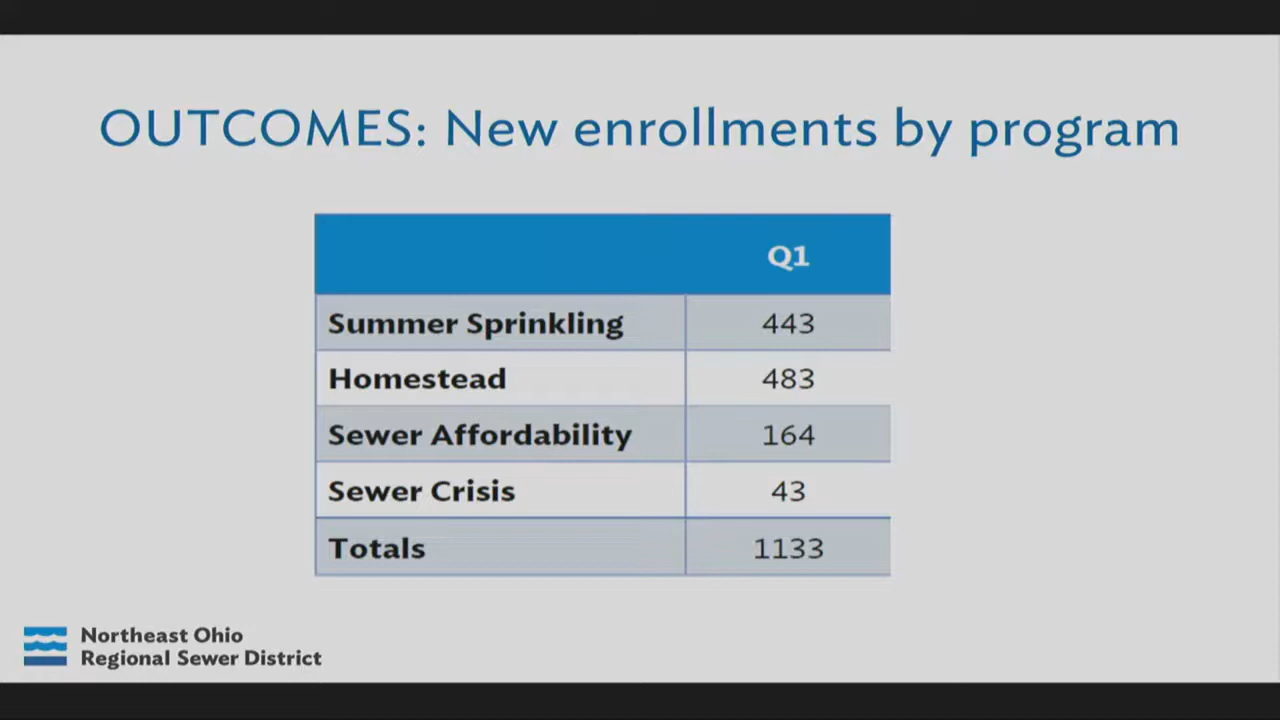 OUTCOMES: New enrollments by program
Q1
Summer Sprinkling 443
Homestead 483
Sewer Affordability 164
Sewer Crisis 43
Totals 1133
Northeast Ohio
Regional Sewer District